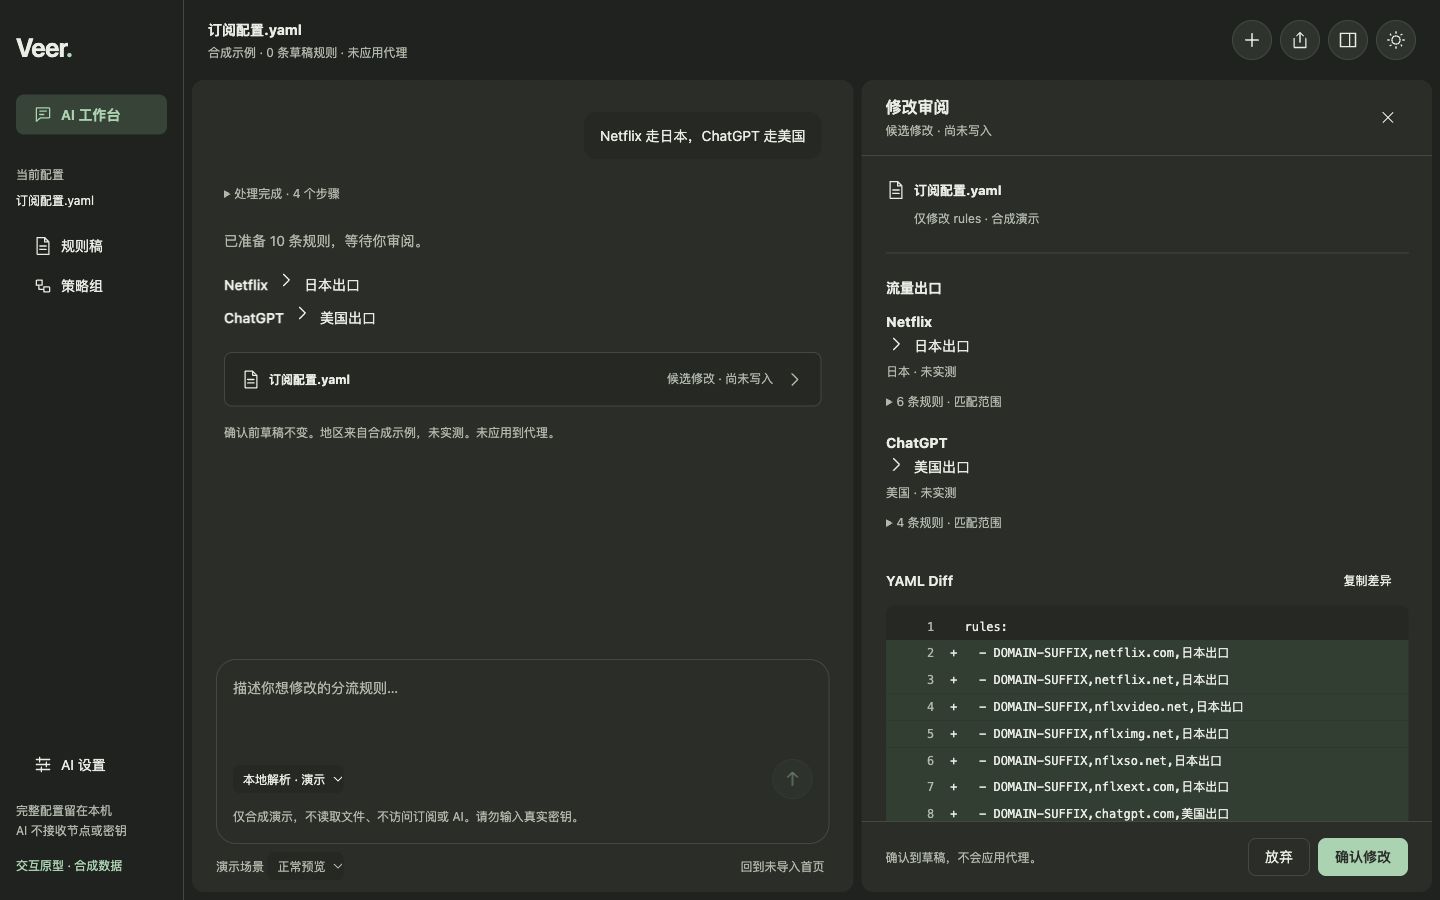 Veer.
AI 工作台
当前配置
订阅配置.yaml
规则稿
策略组
AI 设置
完整配置留在本机
AI 不接收节点或密钥
交互原型 · 合成数据
订阅配置.yaml
合成示例 · 0 条草稿规则 · 未应用代理
Netflix 走日本，ChatGPT 走美国
处理完成 · 4 个步骤
已准备 10 条规则，等待你审阅。
Netflix 日本出口
ChatGPT 美国出口
订阅配置.yaml 候选修改 · 尚未写入
确认前草稿不变。地区来自合成示例，未实测。未应用到代理。
描述你想修改的分流规则...
本地解析 · 演示
仅合成演示，不读取文件、不访问订阅或 AI。请勿输入真实密钥。
演示场景 正常预览 回到未导入首页
修改审阅
候选修改 · 尚未写入
订阅配置.yaml
仅修改 rules · 合成演示
流量出口
Netflix
日本出口
日本 · 未实测
6 条规则 · 匹配范围
ChatGPT
美国出口
美国 · 未实测
4 条规则 · 匹配范围
YAML Diff 复制差异
1 rules:
2 + - DOMAIN-SUFFIX,netflix.com,日本出口
3 + - DOMAIN-SUFFIX,netflix.net,日本出口
4 + - DOMAIN-SUFFIX,nflxvideo.net,日本出口
5 + - DOMAIN-SUFFIX,nflximg.net,日本出口
6 + - DOMAIN-SUFFIX,nflxso.net,日本出口
7 + - DOMAIN-SUFFIX,nflxext.com,日本出口
8 + - DOMAIN-SUFFIX,chatgpt.com,美国出口
确认到草稿，不会应用代理。
放弃 确认修改